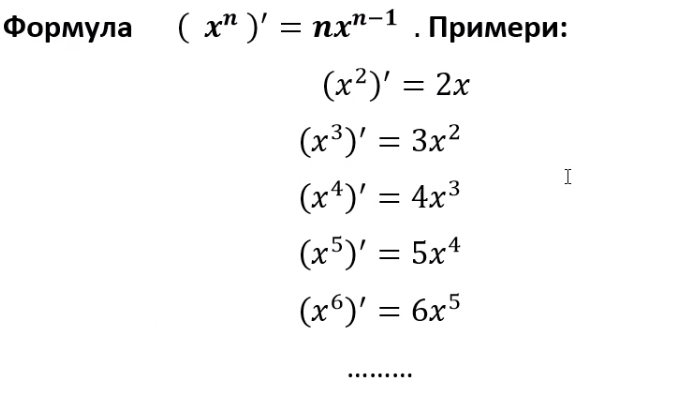 Формула ( xⁿ )′ = nxⁿ⁻¹ . Примери:
(x²)′ = 2x
(x³)′ = 3x²
(x⁴)′ = 4x³
(x⁵)′ = 5x⁴
(x⁶)′ = 6x⁵
.........